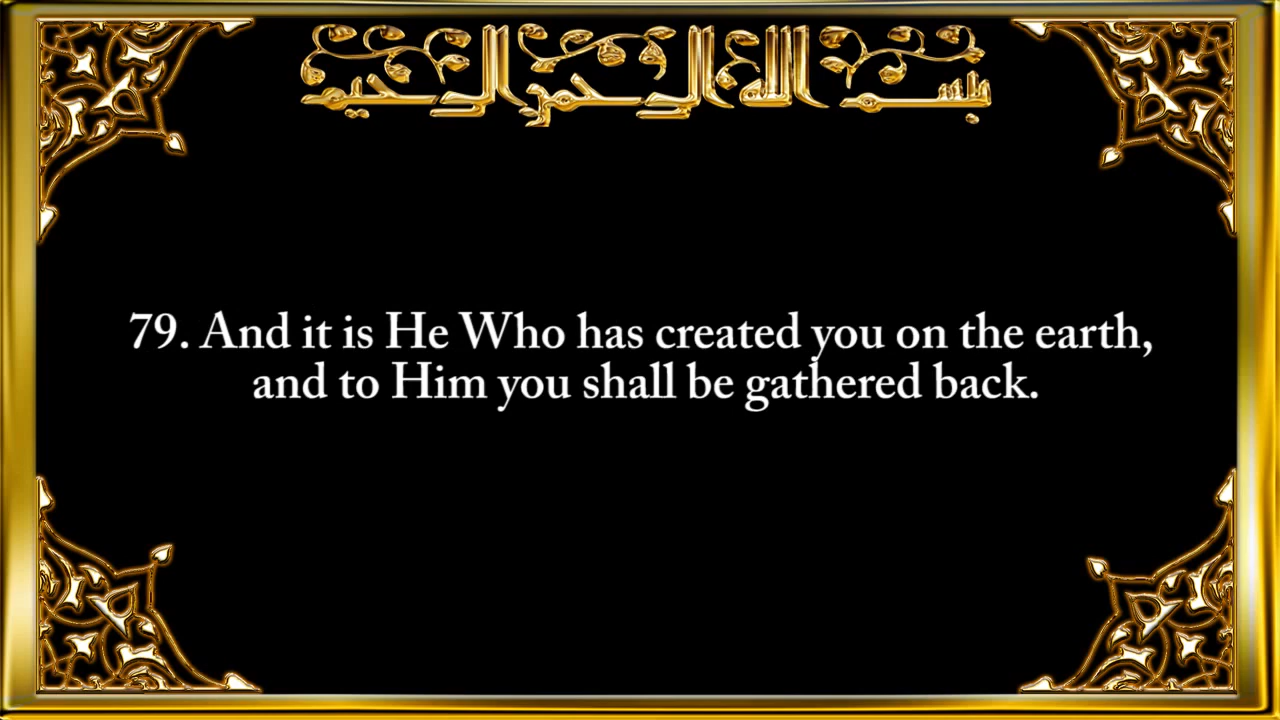 بسم الله الرحمن الرحيم
79. And it is He Who has created you on the earth,
and to Him you shall be gathered back.